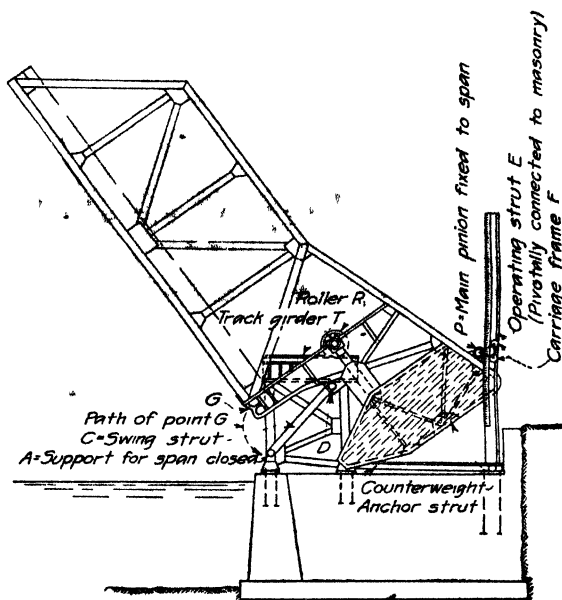 P=Main pinion fixed to span
Operating strut E
(Pivotally connected to masonry)
Carriage frame F
Roller R
Track girder T
G
Path of point G
C=Swing strut-
A=Support for span closed
D
Counterweight
Anchor strut